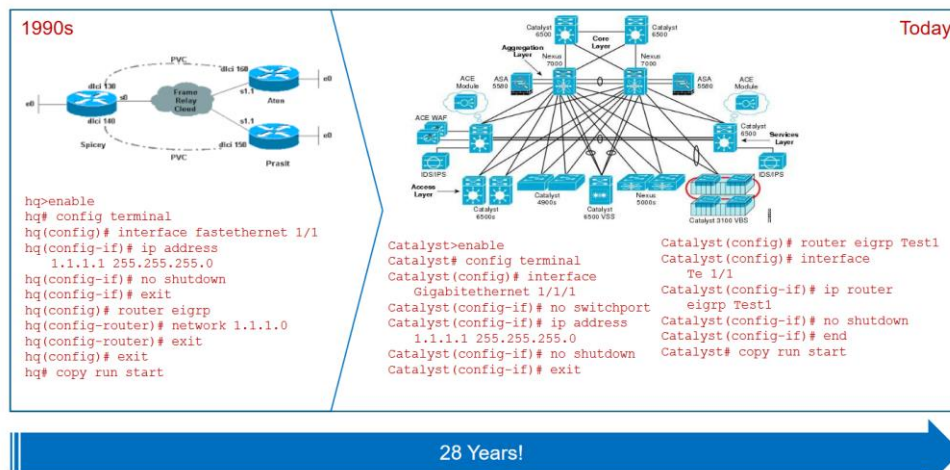 1990s
PVC
dlci 130
dlci 160
e0
s0
Frame
Relay
Cloud
s1.1
Aton
e0
dlci 140
s1.1
e0
Spicey
dlci 150
PVC
Prasit
hq>enable
hq# config terminal
hq(config)# interface fastethernet 1/1
hq(config-if)# ip address
1.1.1.1 255.255.255.0
hq(config-if)# no shutdown
hq(config-if)# exit
hq(config)# router eigrp
hq(config-router)# network 1.1.1.0
hq(config-router)# exit
hq(config)# exit
hq# copy run start
Today
Catalyst
6500
Catalyst
6500
Core
Layer
Aggregation
Layer
Nexus
7000
Nexus
7000
ASA
5580
ASA
5580
ACE
Module
ACE
Module
ACE WAF
Catalyst
6500
Services
Layer
IDS/IPS
IDS/IPS
Access
Layer
Catalyst
6500s
Catalyst
4900s
Catalyst
6500 VSS
Nexus
5000s
Catalyst 3100 VBS
Catalyst>enable
Catalyst# config terminal
Catalyst(config)# interface
Gigabitethernet 1/1/1
Catalyst(config-if)# no switchport
Catalyst(config-if)# ip address
1.1.1.1 255.255.255.0
Catalyst(config-if)# no shutdown
Catalyst(config-if)# exit
Catalyst(config)# router eigrp Test1
Catalyst(config)# interface
Te 1/1
Catalyst(config-if)# ip router
eigrp Test1
Catalyst(config-if)# no shutdown
Catalyst(config-if)# end
Catalyst# copy run start
28 Years!